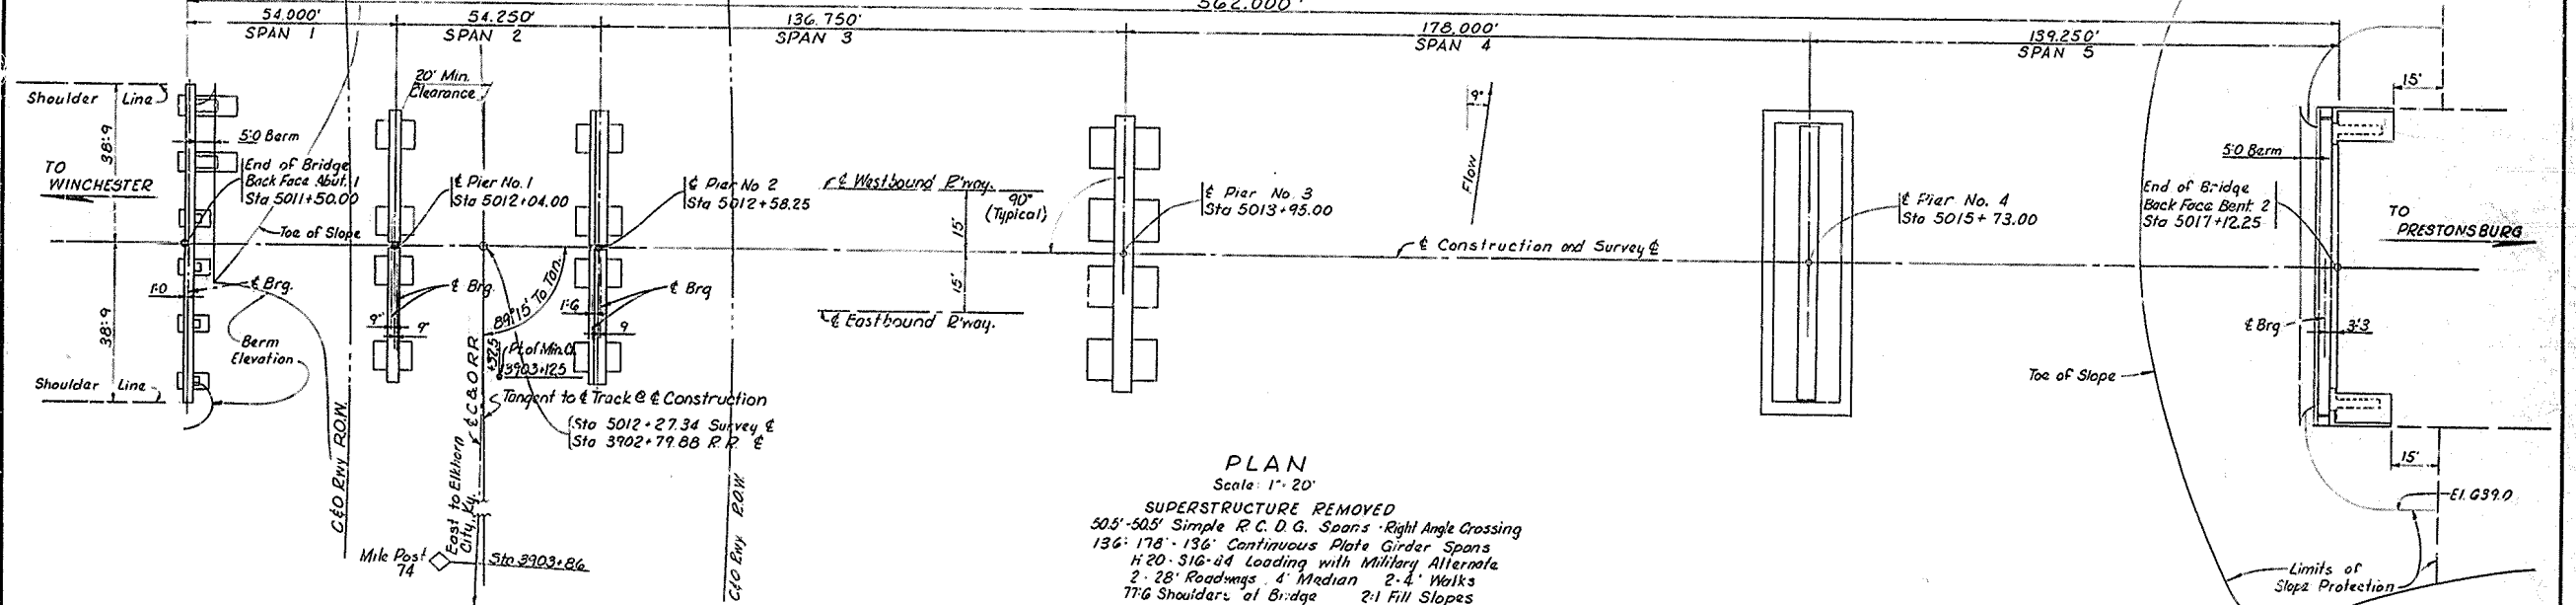 562.000'
54.000'
SPAN 1
54.250'
SPAN 2
136.750'
SPAN 3
178.000'
SPAN 4
139.250'
SPAN 5
Shoulder Line
20' Min.
Clearance
9°
15'
38:9
5:0 Berm
5:0 Berm
TO
WINCHESTER
End of Bridge
Back Face Abut. 1
Sta 5011+50.00
℄ Pier No. 1
Sta 5012+04.00
℄ Pier No 2
Sta 5012+58.25
℄ Westbound R'way.
90°
(Typical)
15'
℄ Pier No. 3
Sta 5013+95.00
Flow
℄ Pier No. 4
Sta 5015+73.00
End of Bridge
Back Face Bent. 2
Sta 5017+12.25
TO
PRESTONSBURG
Toe of Slope
℄ Construction and Survey ℄
1:0
℄ Brg.
℄ Brg.
89°15' To Tan.
℄ Brg
15'
1:6
9"
9"
9
℄ Eastbound R'way.
℄ Brg
3:3
38:9
Berm
Elevation
+32.5
Pt of Min. Cl.
3903+12.5
Shoulder Line
Toe of Slope
℄ C&O RR
Tangent to ℄ Track @ ℄ Construction
Sta 5012+27.34 Survey ℄
Sta 3902+79.88 R.R. ℄
C&O Rwy R.O.W.
East to Elkhorn
City, Ky.
C&O Rwy R.O.W.
Mile Post
74
Sta 3903+86
PLAN
Scale: 1"=20'
SUPERSTRUCTURE REMOVED
50.5'-50.5' Simple R.C.D.G. Spans - Right Angle Crossing
136'-178'-136' Continuous Plate Girder Spans
H20-S16-44 Loading with Military Alternate
2-28' Roadways, 4' Median 2-4' Walks
77:6 Shoulders at Bridge 2:1 Fill Slopes
15'
El. 639.0
Limits of
Slope Protection